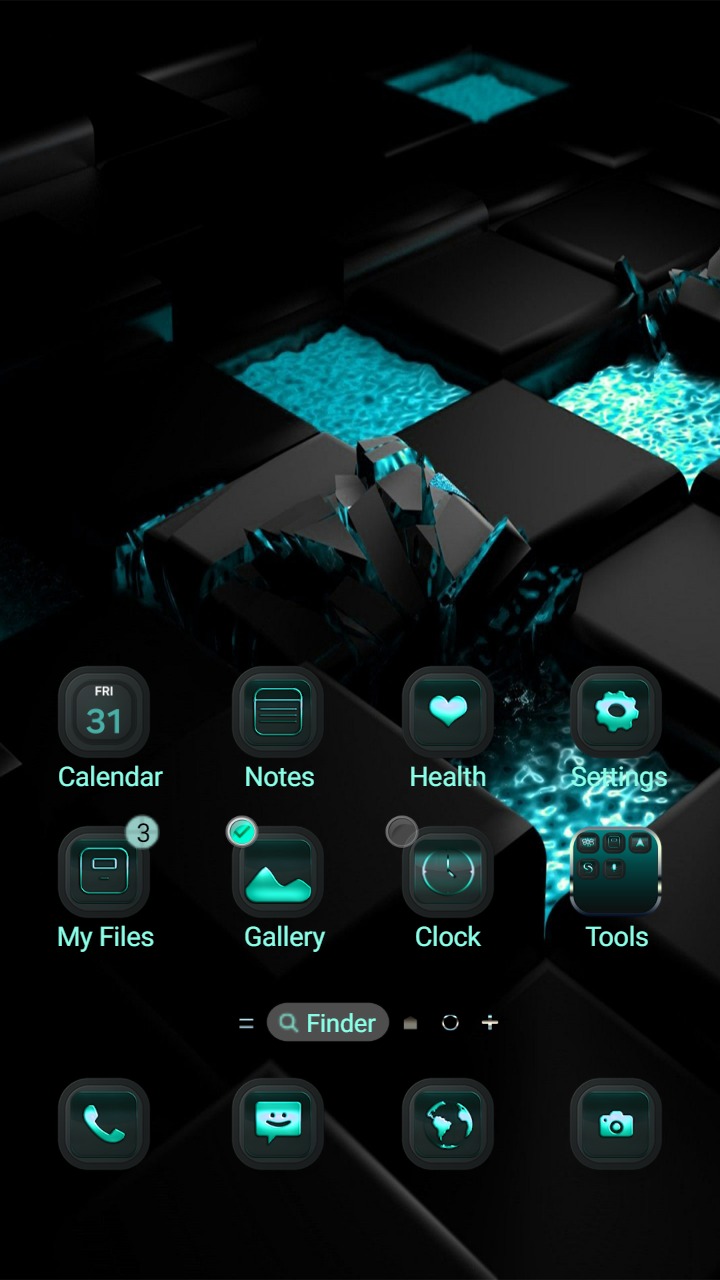 FRI
31
Calendar
Notes
Health
Settings
3
My Files
Gallery
Clock
Tools
Finder